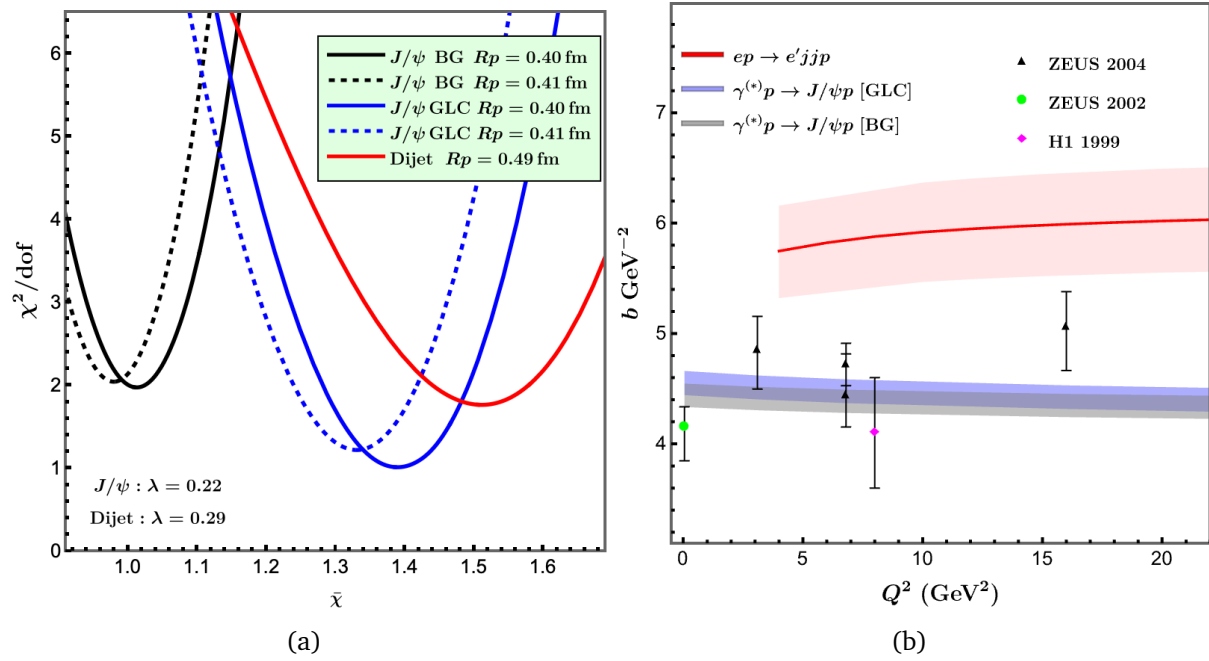 6
5
4
3
2
1
0
χ²/dof
J/ψ BG Rp = 0.40 fm
J/ψ BG Rp = 0.41 fm
J/ψ GLC Rp = 0.40 fm
J/ψ GLC Rp = 0.41 fm
Dijet Rp = 0.49 fm
J/ψ : λ = 0.22
Dijet : λ = 0.29
1.0 1.1 1.2 1.3 1.4 1.5 1.6
χ̄
(a)
7
6
5
4
b GeV⁻²
ep → e′jjp
γ⁽*⁾p → J/ψp [GLC]
γ⁽*⁾p → J/ψp [BG]
ZEUS 2004
ZEUS 2002
H1 1999
0 5 10 15 20
Q² (GeV²)
(b)